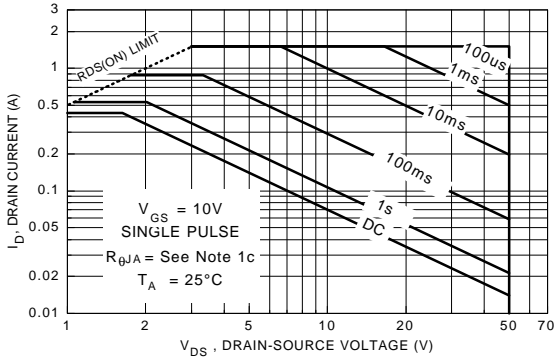 3
2
1
0.5
0.2
0.1
0.05
0.02
0.01
I_D, DRAIN CURRENT (A)
RDS(ON) LIMIT
100us
1ms
10ms
100ms
1s
DC
V_GS = 10V
SINGLE PULSE
R_θJA = See Note 1c
T_A = 25°C
1 2 5 10 20 30 50 70
V_DS , DRAIN-SOURCE VOLTAGE (V)